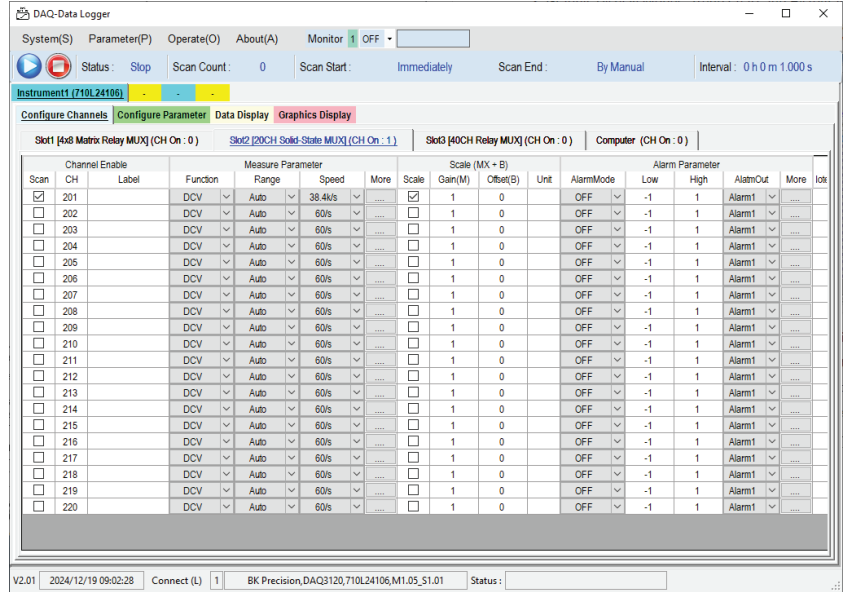 DAQ-Data Logger
System(S) Parameter(P) Operate(O) About(A) Monitor 1 OFF
Status : Stop Scan Count : 0 Scan Start : Immediately Scan End : By Manual Interval : 0 h 0 m 1.000 s
Instrument1 (710L24106) - - -
Configure Channels Configure Parameter Data Display Graphics Display
Slot1 [4x8 Matrix Relay MUX] (CH On : 0 ) Slot2 [20CH Solid-State MUX] (CH On : 1 ) Slot3 [40CH Relay MUX] (CH On : 0 ) Computer (CH On : 0 )
Channel Enable Measure Parameter Scale (MX + B) Alarm Parameter
Scan CH Label Function Range Speed More Scale Gain(M) Offset(B) Unit AlarmMode Low High AlatmOut More
201 DCV Auto 38.4k/s .... 1 0 OFF -1 1 Alarm1 ....
202 DCV Auto 60/s .... 1 0 OFF -1 1 Alarm1 ....
203 DCV Auto 60/s .... 1 0 OFF -1 1 Alarm1 ....
204 DCV Auto 60/s .... 1 0 OFF -1 1 Alarm1 ....
205 DCV Auto 60/s .... 1 0 OFF -1 1 Alarm1 ....
206 DCV Auto 60/s .... 1 0 OFF -1 1 Alarm1 ....
207 DCV Auto 60/s .... 1 0 OFF -1 1 Alarm1 ....
208 DCV Auto 60/s .... 1 0 OFF -1 1 Alarm1 ....
209 DCV Auto 60/s .... 1 0 OFF -1 1 Alarm1 ....
210 DCV Auto 60/s .... 1 0 OFF -1 1 Alarm1 ....
211 DCV Auto 60/s .... 1 0 OFF -1 1 Alarm1 ....
212 DCV Auto 60/s .... 1 0 OFF -1 1 Alarm1 ....
213 DCV Auto 60/s .... 1 0 OFF -1 1 Alarm1 ....
214 DCV Auto 60/s .... 1 0 OFF -1 1 Alarm1 ....
215 DCV Auto 60/s .... 1 0 OFF -1 1 Alarm1 ....
216 DCV Auto 60/s .... 1 0 OFF -1 1 Alarm1 ....
217 DCV Auto 60/s .... 1 0 OFF -1 1 Alarm1 ....
218 DCV Auto 60/s .... 1 0 OFF -1 1 Alarm1 ....
219 DCV Auto 60/s .... 1 0 OFF -1 1 Alarm1 ....
220 DCV Auto 60/s .... 1 0 OFF -1 1 Alarm1 ....
V2.01 2024/12/19 09:02:28 Connect (L) 1 BK Precision,DAQ3120,710L24106,M1.05_S1.01 Status :